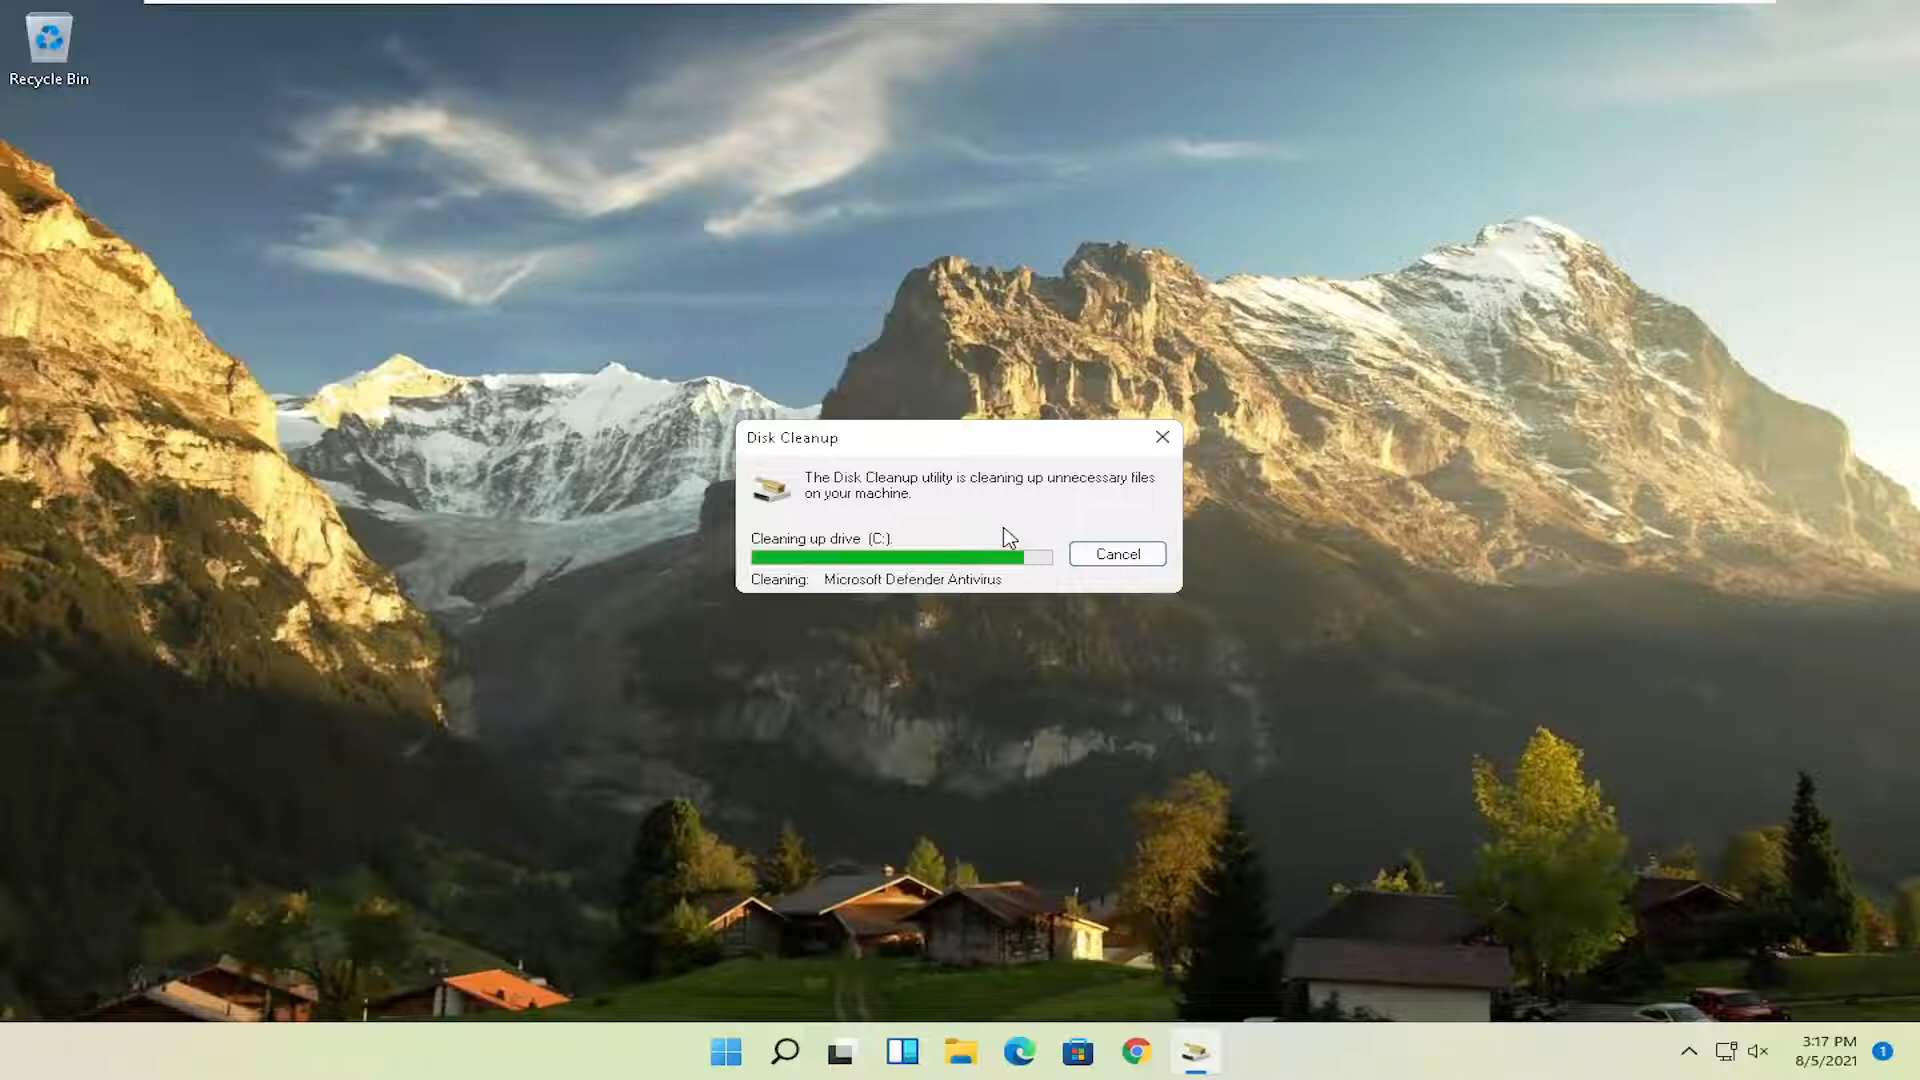 Recycle Bin
Disk Cleanup
The Disk Cleanup utility is cleaning up unnecessary files
on your machine.
Cleaning up drive (C:).
Cancel
Cleaning: Microsoft Defender Antivirus
3:17 PM
8/5/2021
1